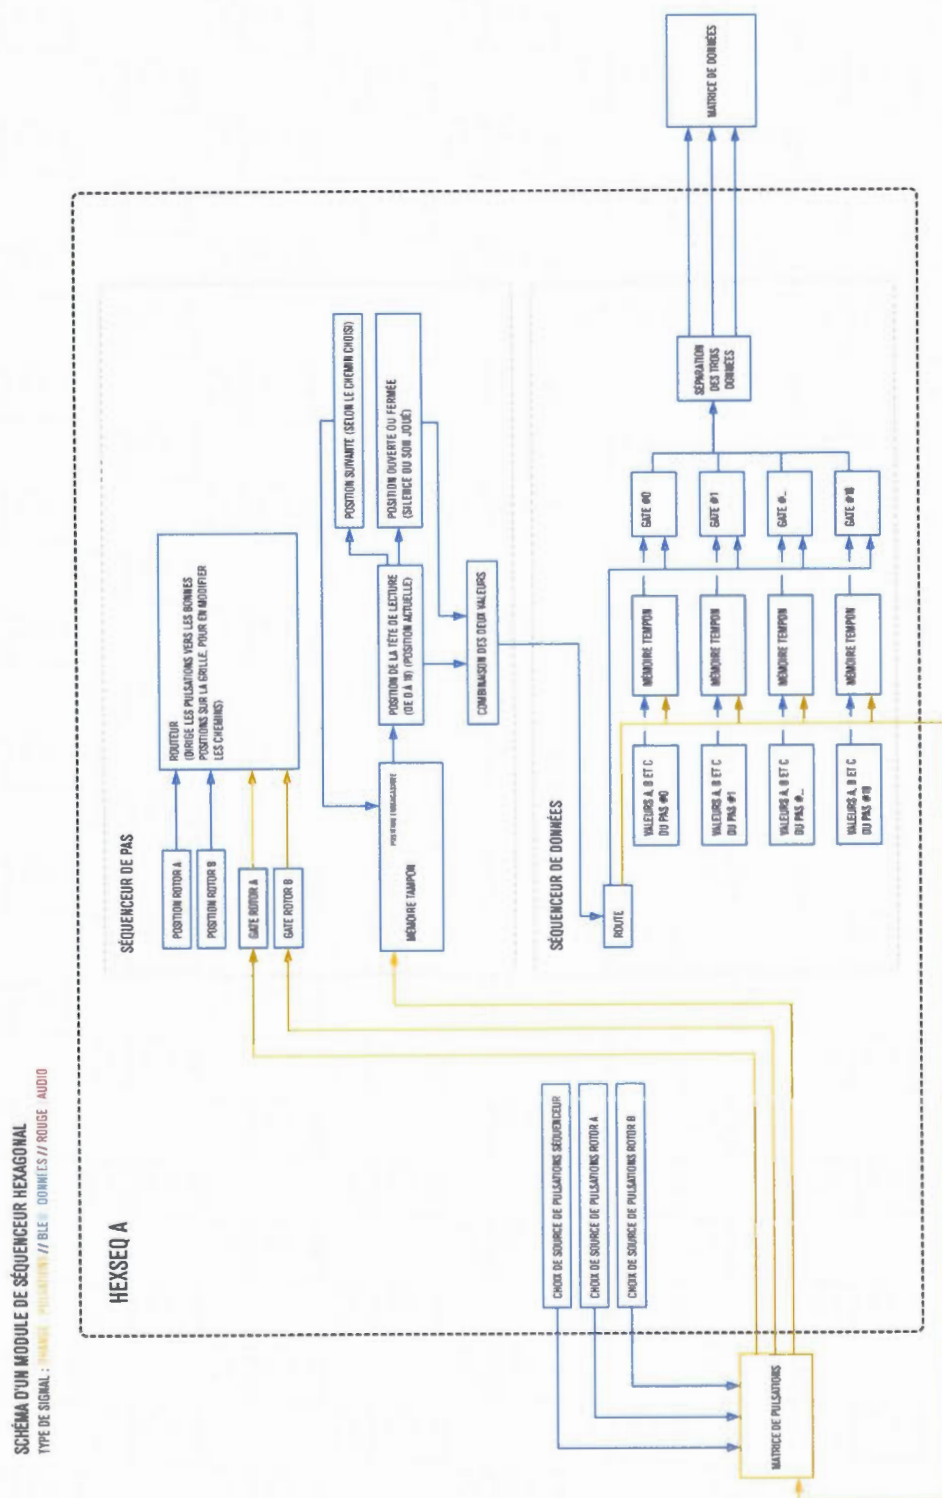 SCHÉMA D'UN MODULE DE SÉQUENCEUR HEXAGONAL
TYPE DE SIGNAL : ORANGE PULSATIONS // BLEU DONNÉES // ROUGE AUDIO
HEXSEQ A
CHOIX DE SOURCE DE PULSATIONS SÉQUENCEUR
CHOIX DE SOURCE DE PULSATIONS ROTOR A
CHOIX DE SOURCE DE PULSATIONS ROTOR B
MATRICE DE PULSATIONS
SÉQUENCEUR DE PAS
POSITION ROTOR A
POSITION ROTOR B
GATE ROTOR A
GATE ROTOR B
ROUTEUR
(DIRIGE LES PULSATIONS VERS LES BONNES
POSITIONS SUR LA GRILLE, POUR EN MODIFIER
LES CHEMINS)
POSITION EMMAGASINÉE
MÉMOIRE TAMPON
POSITION DE LA TÊTE DE LECTURE
(DE 0 À 18) (POSITION ACTUELLE)
POSITION SUIVANTE (SELON LE CHEMIN CHOISI)
POSITION OUVERTE OU FERMÉE
(SILENCE OU SON JOUÉ)
COMBINAISON DES DEUX VALEURS
SÉQUENCEUR DE DONNÉES
ROUTE
VALEURS A, B ET C
DU PAS #0
MÉMOIRE TEMPON
GATE #0
VALEURS A, B ET C
DU PAS #1
MÉMOIRE TEMPON
GATE #1
VALEURS A, B ET C
DU PAS #...
MÉMOIRE TEMPON
GATE #...
VALEURS A, B ET C
DU PAS #18
MÉMOIRE TEMPON
GATE #18
SÉPARATION
DES TROIS
DONNÉES
MATRICE DE DONNÉES